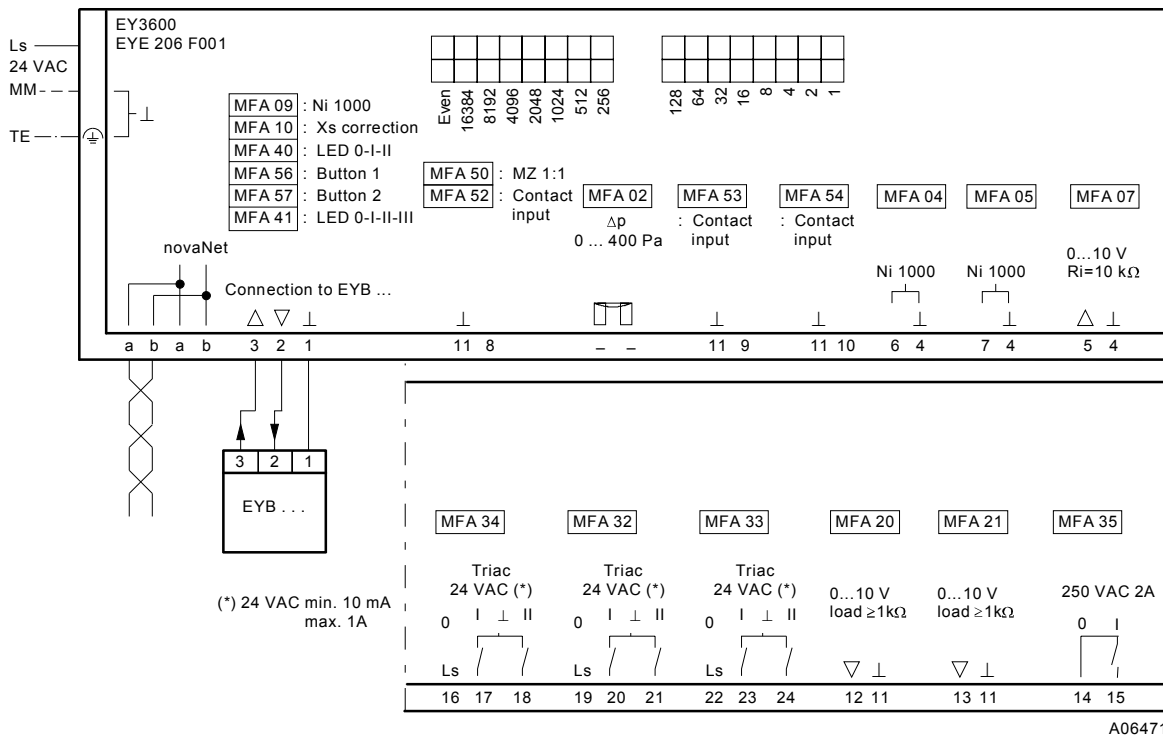 EY3600
EYE 206 F001
Ls
24 VAC
MM
TE
⊥
Even 16384 8192 4096 2048 1024 512 256
128 64 32 16 8 4 2 1
MFA 09 : Ni 1000
MFA 10 : Xs correction
MFA 40 : LED 0-I-II
MFA 56 : Button 1
MFA 57 : Button 2
MFA 41 : LED 0-I-II-III
MFA 50 : MZ 1:1
MFA 52 : Contact
input
MFA 02
Δp
0 ... 400 Pa
MFA 53
: Contact
input
MFA 54
: Contact
input
MFA 04
Ni 1000
MFA 05
Ni 1000
MFA 07
0...10 V
Ri=10 kΩ
novaNet
Connection to EYB ...
△ ▽ ⊥ ⊥ ⊥ ⊥ ⊥ ⊥ △ ⊥
a b a b 3 2 1 11 8 – – 11 9 11 10 6 4 7 4 5 4
3 2 1
EYB . . .
(*) 24 VAC min. 10 mA
max. 1A
MFA 34
Triac
24 VAC (*)
0 I ⊥ II
Ls
MFA 32
Triac
24 VAC (*)
0 I ⊥ II
Ls
MFA 33
Triac
24 VAC (*)
0 I ⊥ II
Ls
MFA 20
0...10 V
load ≥1kΩ
▽ ⊥
MFA 21
0...10 V
load ≥1kΩ
▽ ⊥
MFA 35
250 VAC 2A
0 I
16 17 18 19 20 21 22 23 24 12 11 13 11 14 15
A06471